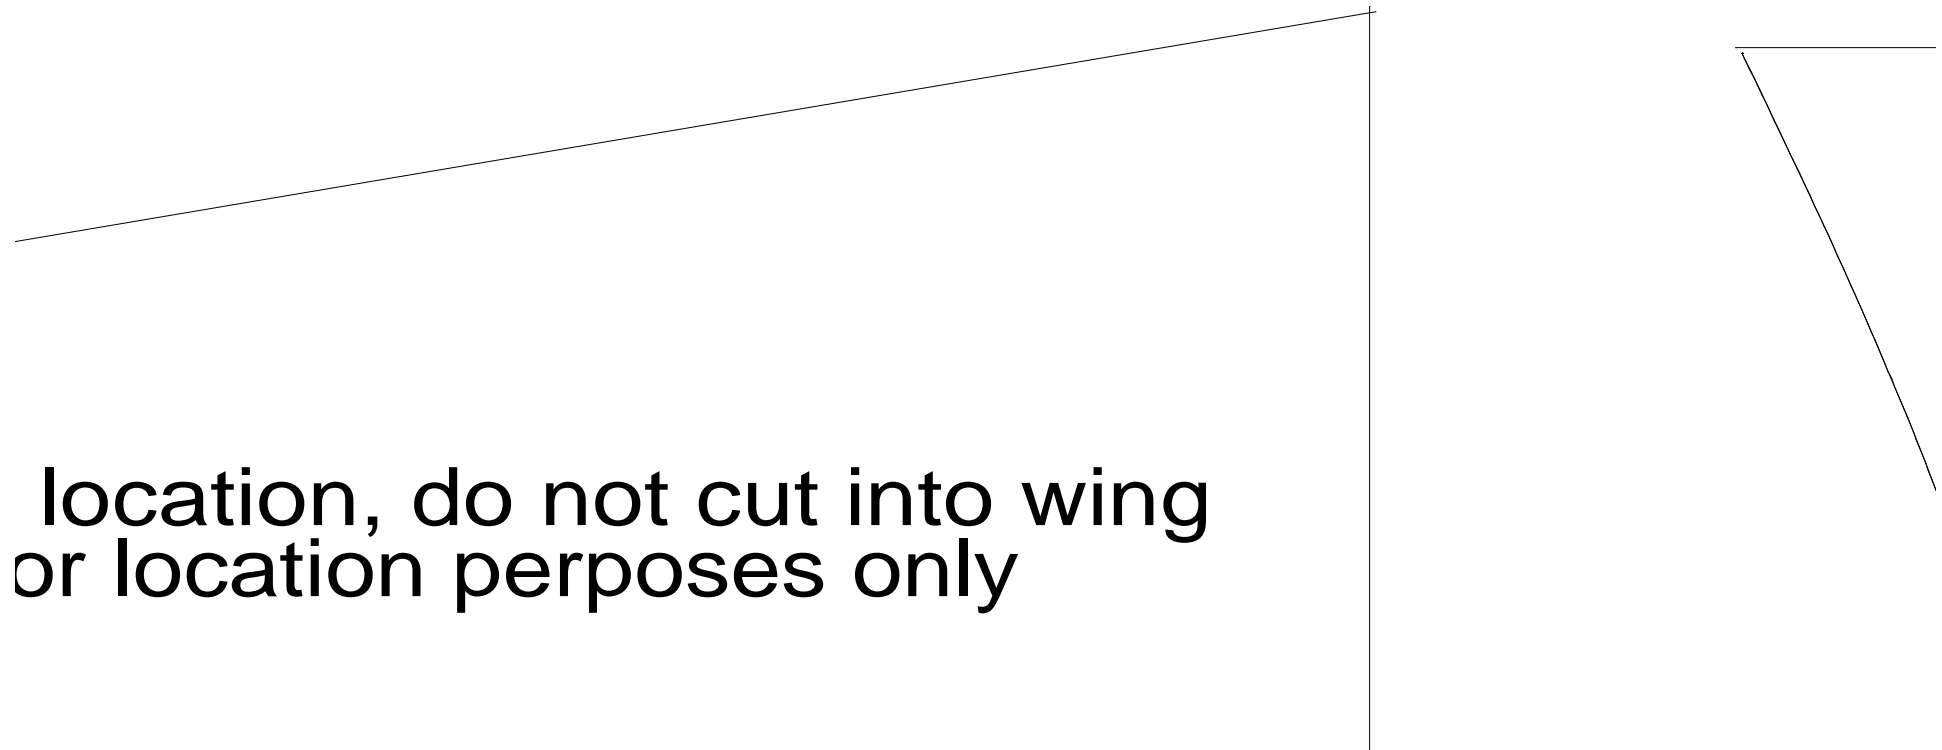 location, do not cut into wing
or location perposes only